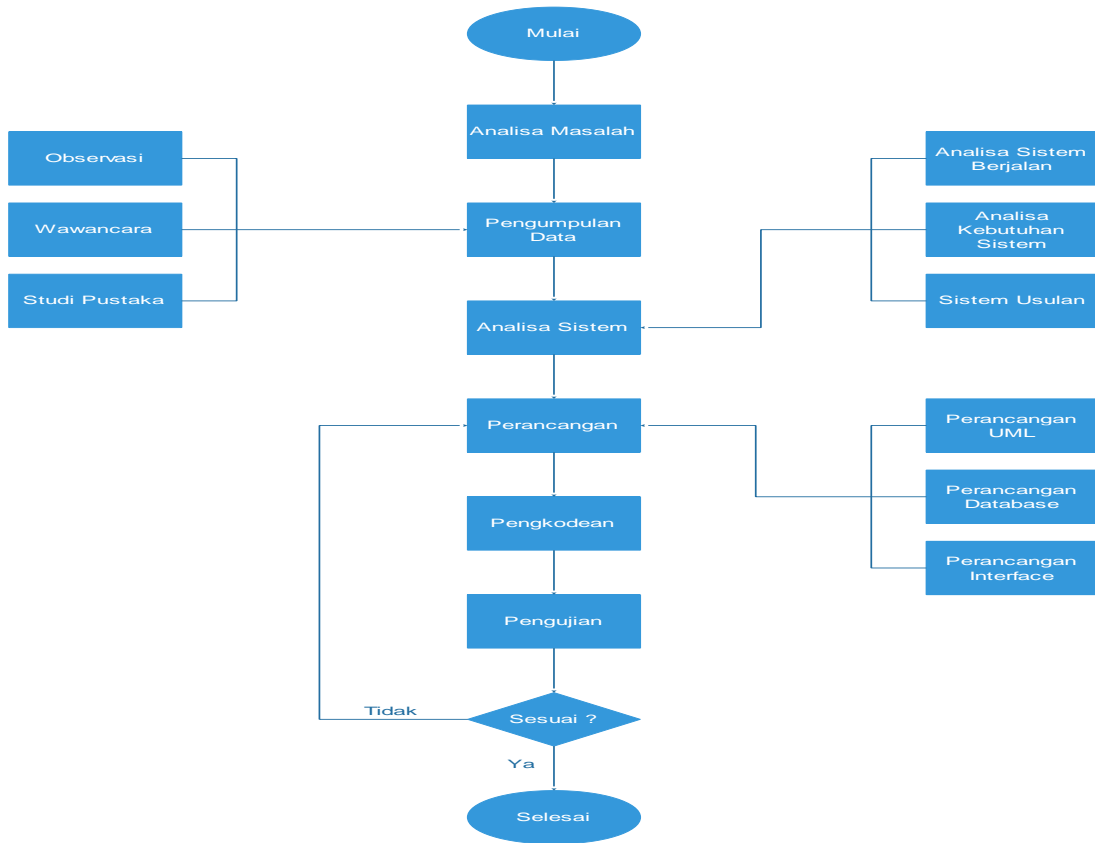 Mulai
Analisa Masalah
Observasi
Wawancara
Studi Pustaka
Pengumpulan
Data
Analisa Sistem
Berjalan
Analisa
Kebutuhan
Sistem
Sistem Usulan
Analisa Sistem
Perancangan
Perancangan
UML
Perancangan
Database
Perancangan
Interface
Pengkodean
Pengujian
Sesuai ?
Tidak
Ya
Selesai